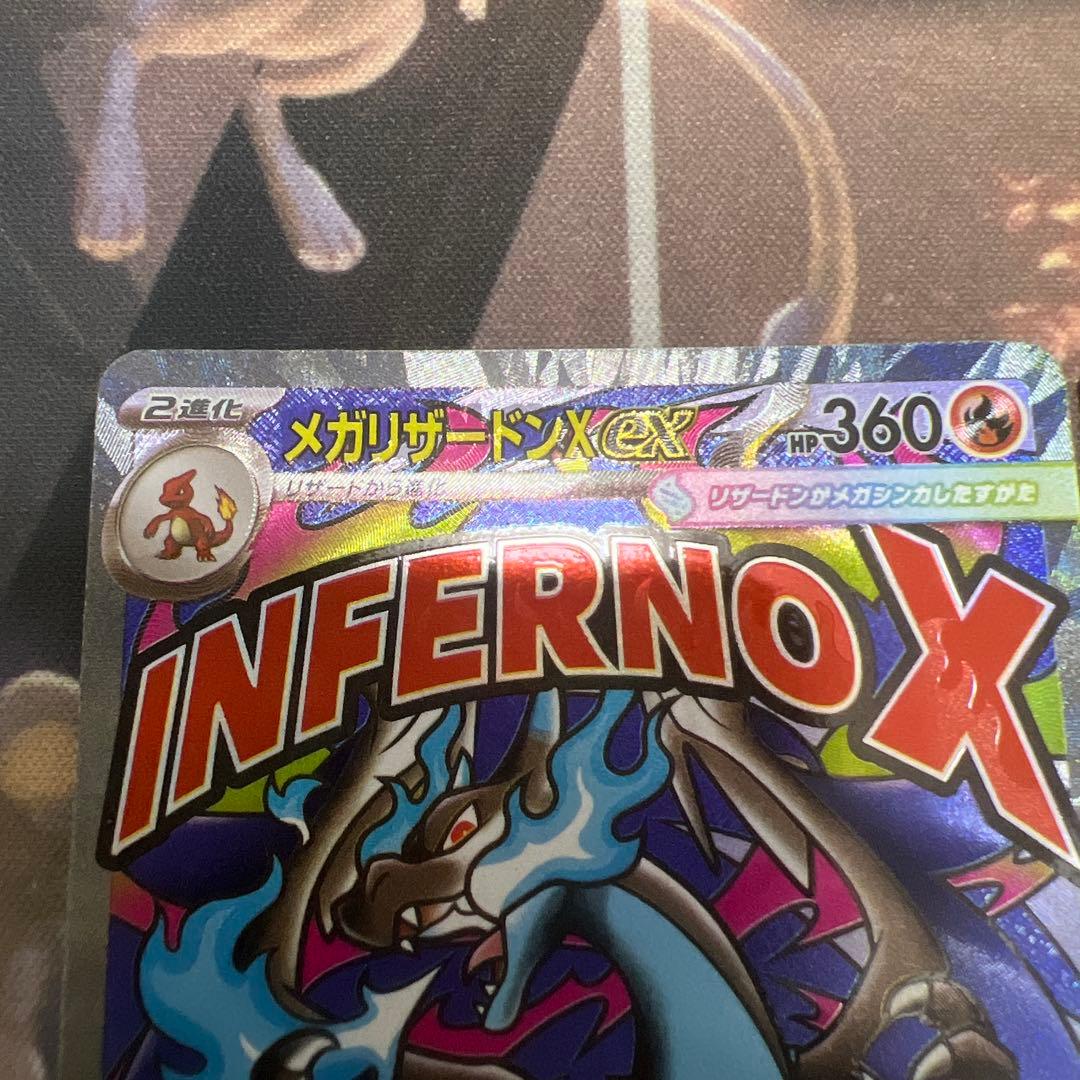 2進化
メガリザードンXex
HP360
リザードから進化
リザードンがメガシンカしたすがた
INFERNO X